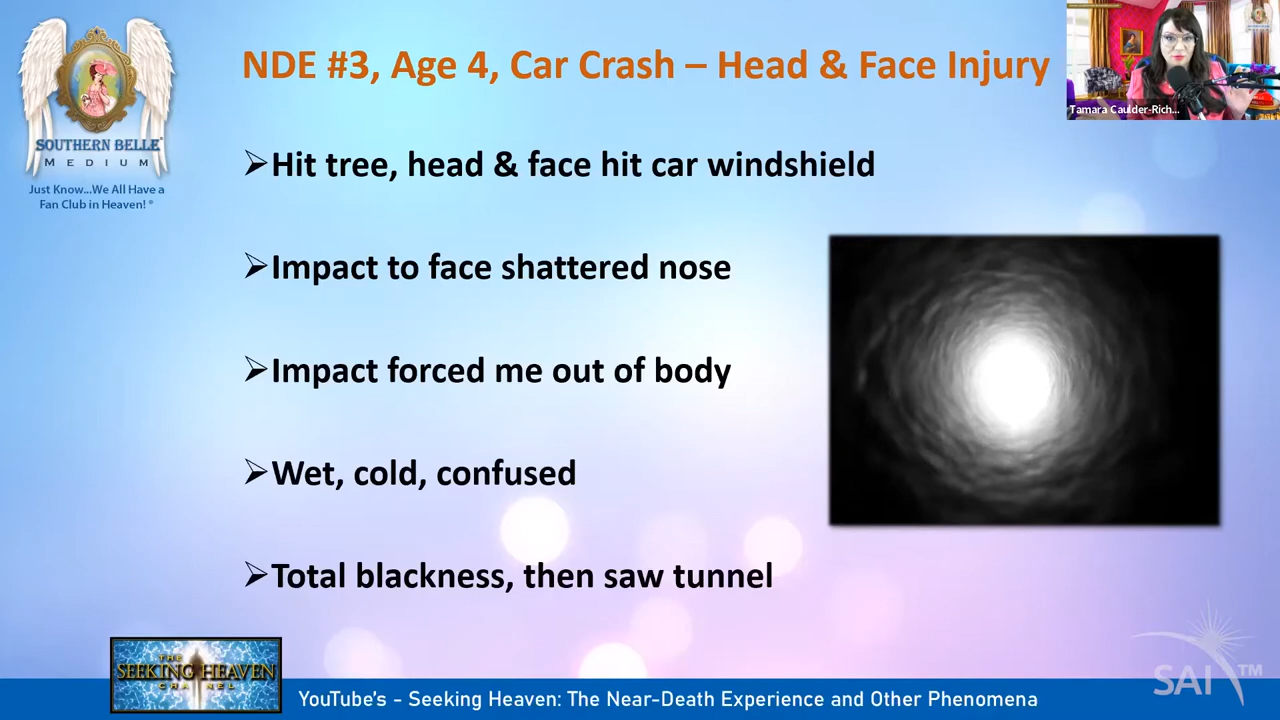 NDE #3, Age 4, Car Crash – Head & Face Injury
Tamara Caulder-Rich...
SOUTHERN BELLE®
MEDIUM
Just Know...We All Have a
Fan Club in Heaven! ®
➢Hit tree, head & face hit car windshield
➢Impact to face shattered nose
➢Impact forced me out of body
➢Wet, cold, confused
➢Total blackness, then saw tunnel
THE
SEEKING HEAVEN
CHANNEL
YouTube's - Seeking Heaven: The Near-Death Experience and Other Phenomena
SAI™